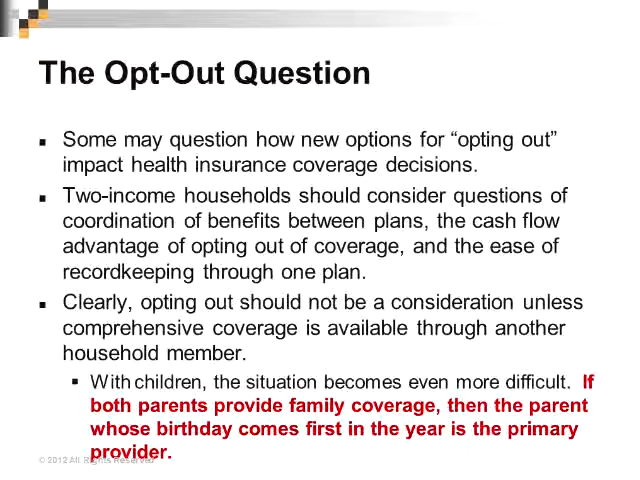 The Opt-Out Question
Some may question how new options for “opting out”
impact health insurance coverage decisions.
Two-income households should consider questions of
coordination of benefits between plans, the cash flow
advantage of opting out of coverage, and the ease of
recordkeeping through one plan.
Clearly, opting out should not be a consideration unless
comprehensive coverage is available through another
household member.
With children, the situation becomes even more difficult. If
both parents provide family coverage, then the parent
whose birthday comes first in the year is the primary
provider.
© 2012 All Rights Reserved